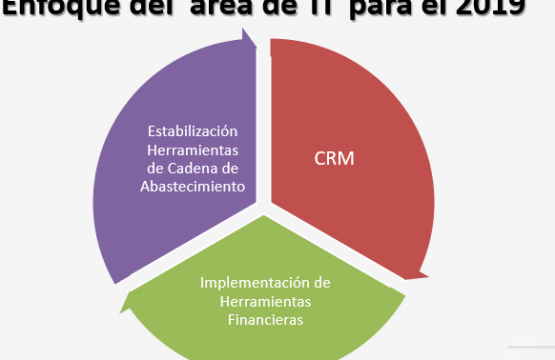 Enfoque del área de TI para el 2019
Estabilización
Herramientas
de Cadena de
Abastecimiento
CRM
Implementación de
Herramientas
Financieras